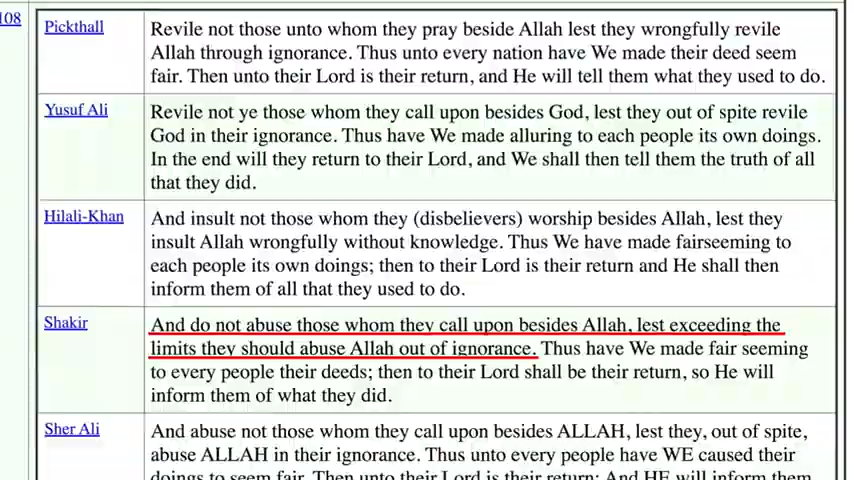 108
Pickthall
Revile not those unto whom they pray beside Allah lest they wrongfully revile
Allah through ignorance. Thus unto every nation have We made their deed seem
fair. Then unto their Lord is their return, and He will tell them what they used to do.
Yusuf Ali
Revile not ye those whom they call upon besides God, lest they out of spite revile
God in their ignorance. Thus have We made alluring to each people its own doings.
In the end will they return to their Lord, and We shall then tell them the truth of all
that they did.
Hilali-Khan
And insult not those whom they (disbelievers) worship besides Allah, lest they
insult Allah wrongfully without knowledge. Thus We have made fairseeming to
each people its own doings; then to their Lord is their return and He shall then
inform them of all that they used to do.
Shakir
And do not abuse those whom they call upon besides Allah, lest exceeding the
limits they should abuse Allah out of ignorance. Thus have We made fair seeming
to every people their deeds; then to their Lord shall be their return, so He will
inform them of what they did.
Sher Ali
And abuse not those whom they call upon besides ALLAH, lest they, out of spite,
abuse ALLAH in their ignorance. Thus unto every people have WE caused their
doings to seem fair. Then unto their Lord is their return; And HE will inform them